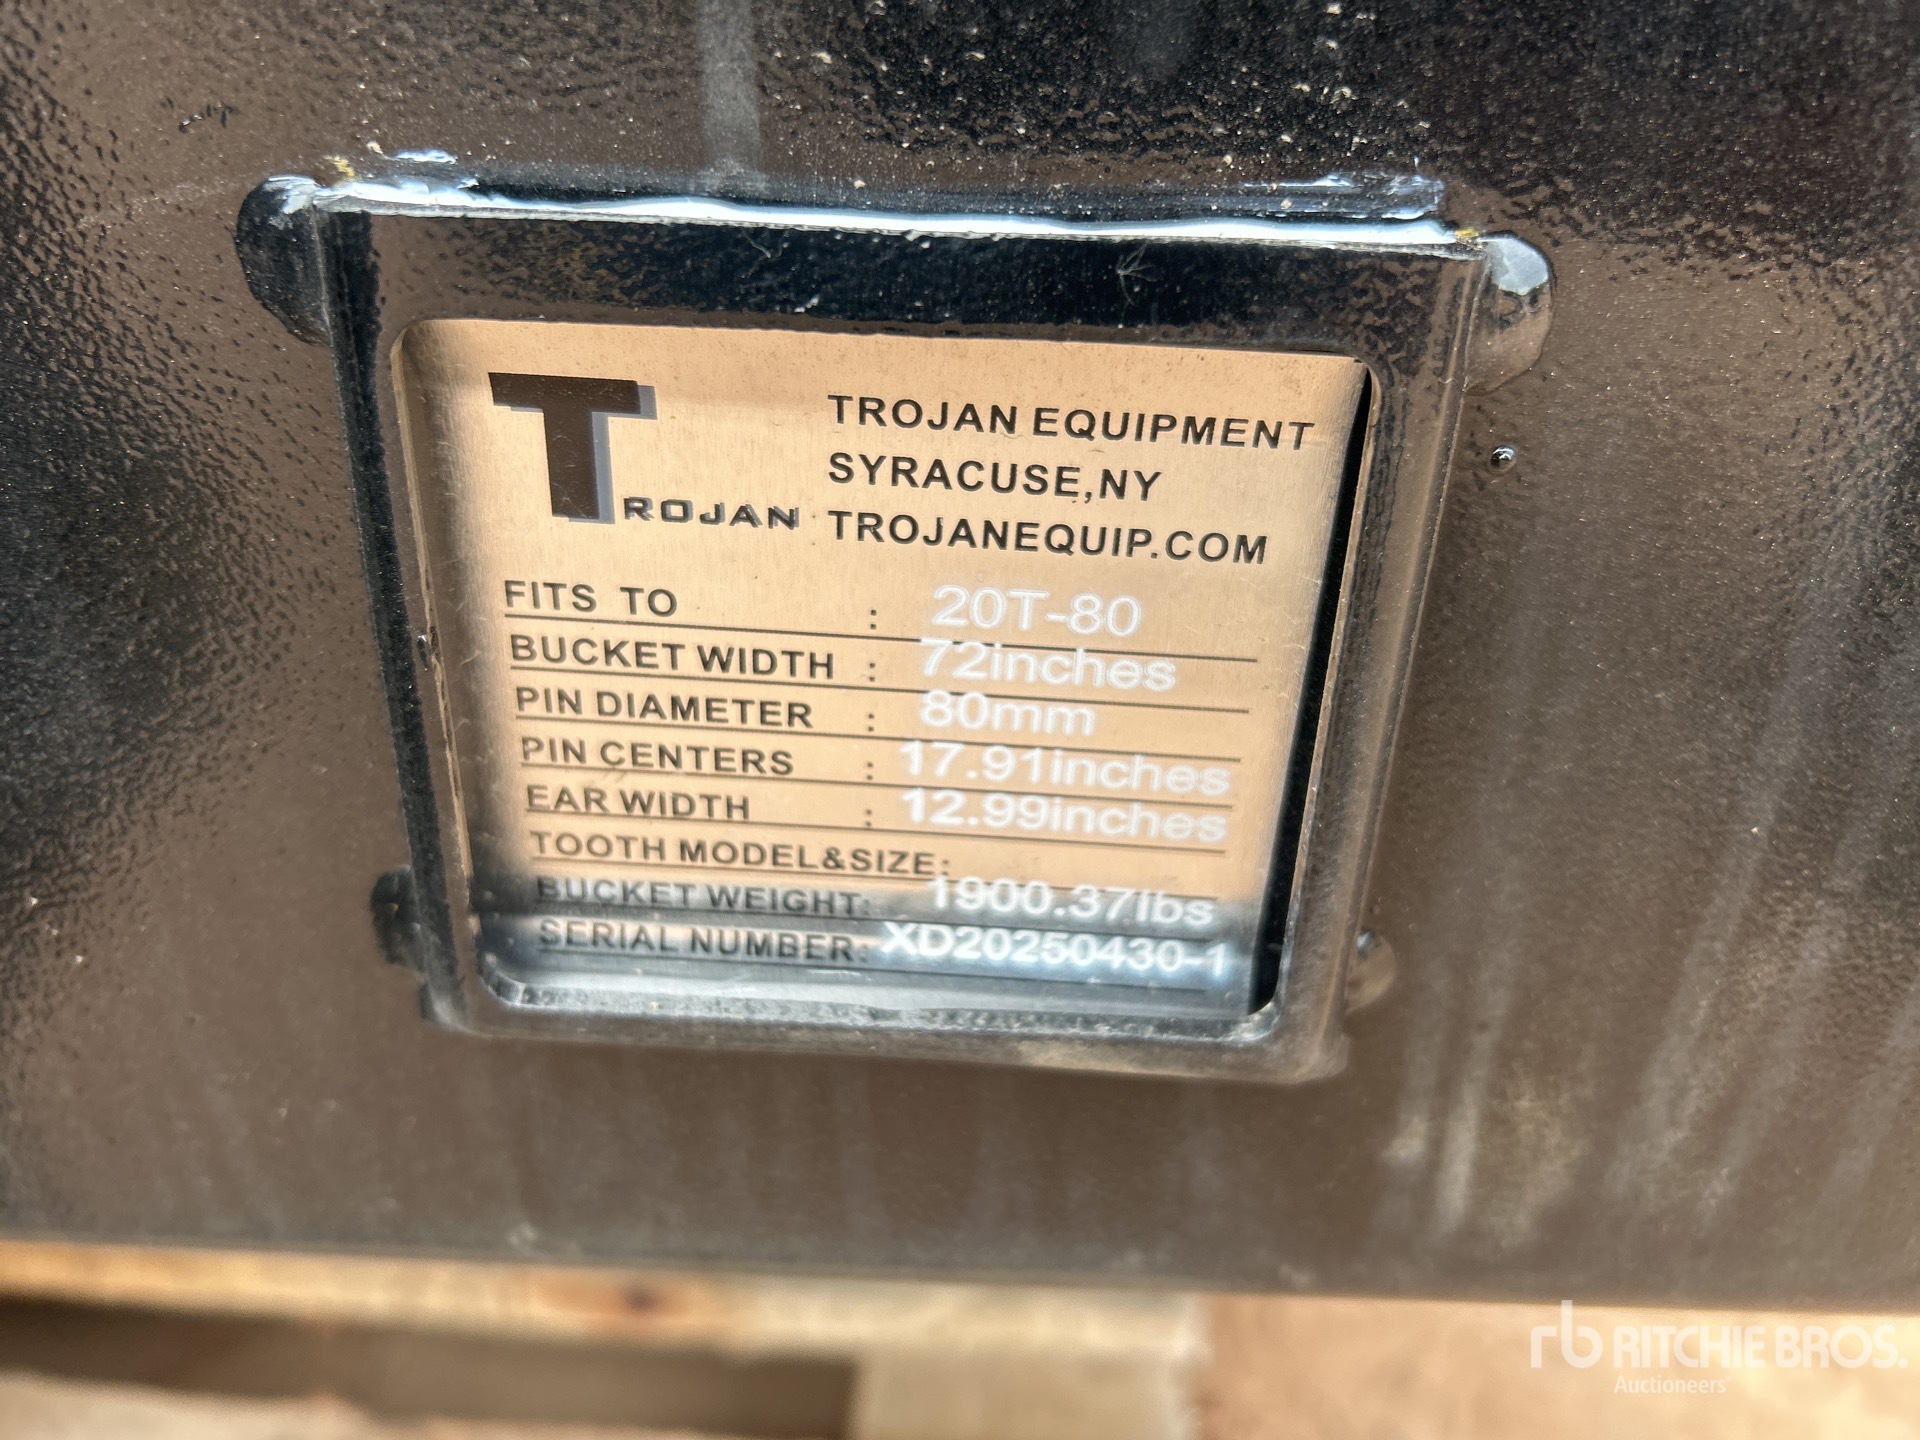 TROJAN
TROJAN EQUIPMENT
SYRACUSE,NY
TROJANEQUIP.COM
FITS TO : 20T-80
BUCKET WIDTH : 72inches
PIN DIAMETER : 80mm
PIN CENTERS : 17.91inches
EAR WIDTH : 12.99inches
TOOTH MODEL&SIZE:
BUCKET WEIGHT: 1900.37lbs
SERIAL NUMBER: XD20250430-1
rb RITCHIE BROS.
Auctioneers